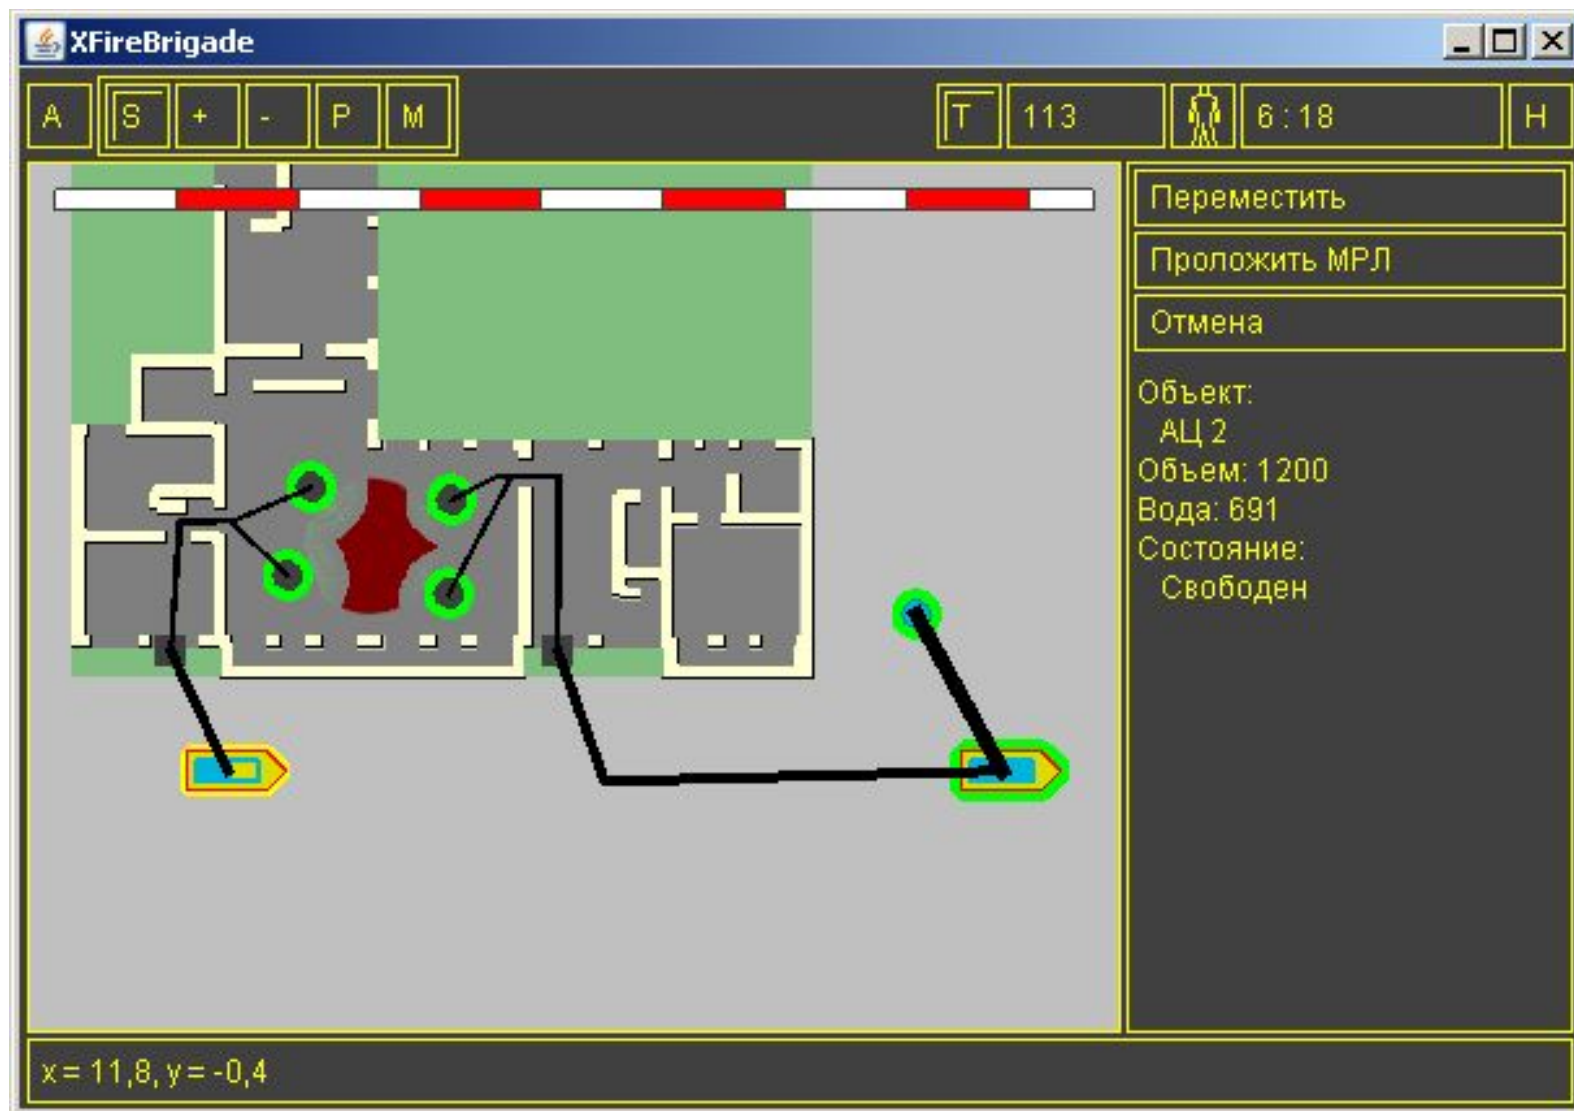 XFireBrigade
A S + - P M T 113 6 : 18 H
Переместить
Проложить МРЛ
Отмена
Объект:
АЦ 2
Объем: 1200
Вода: 691
Состояние:
Свободен
x = 11,8, y = -0,4